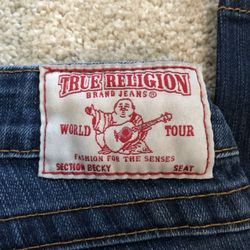 TRUE RELIGION
BRAND JEANS®
WORLD TOUR
FASHION FOR THE SENSES
SECTION BECKY SEAT